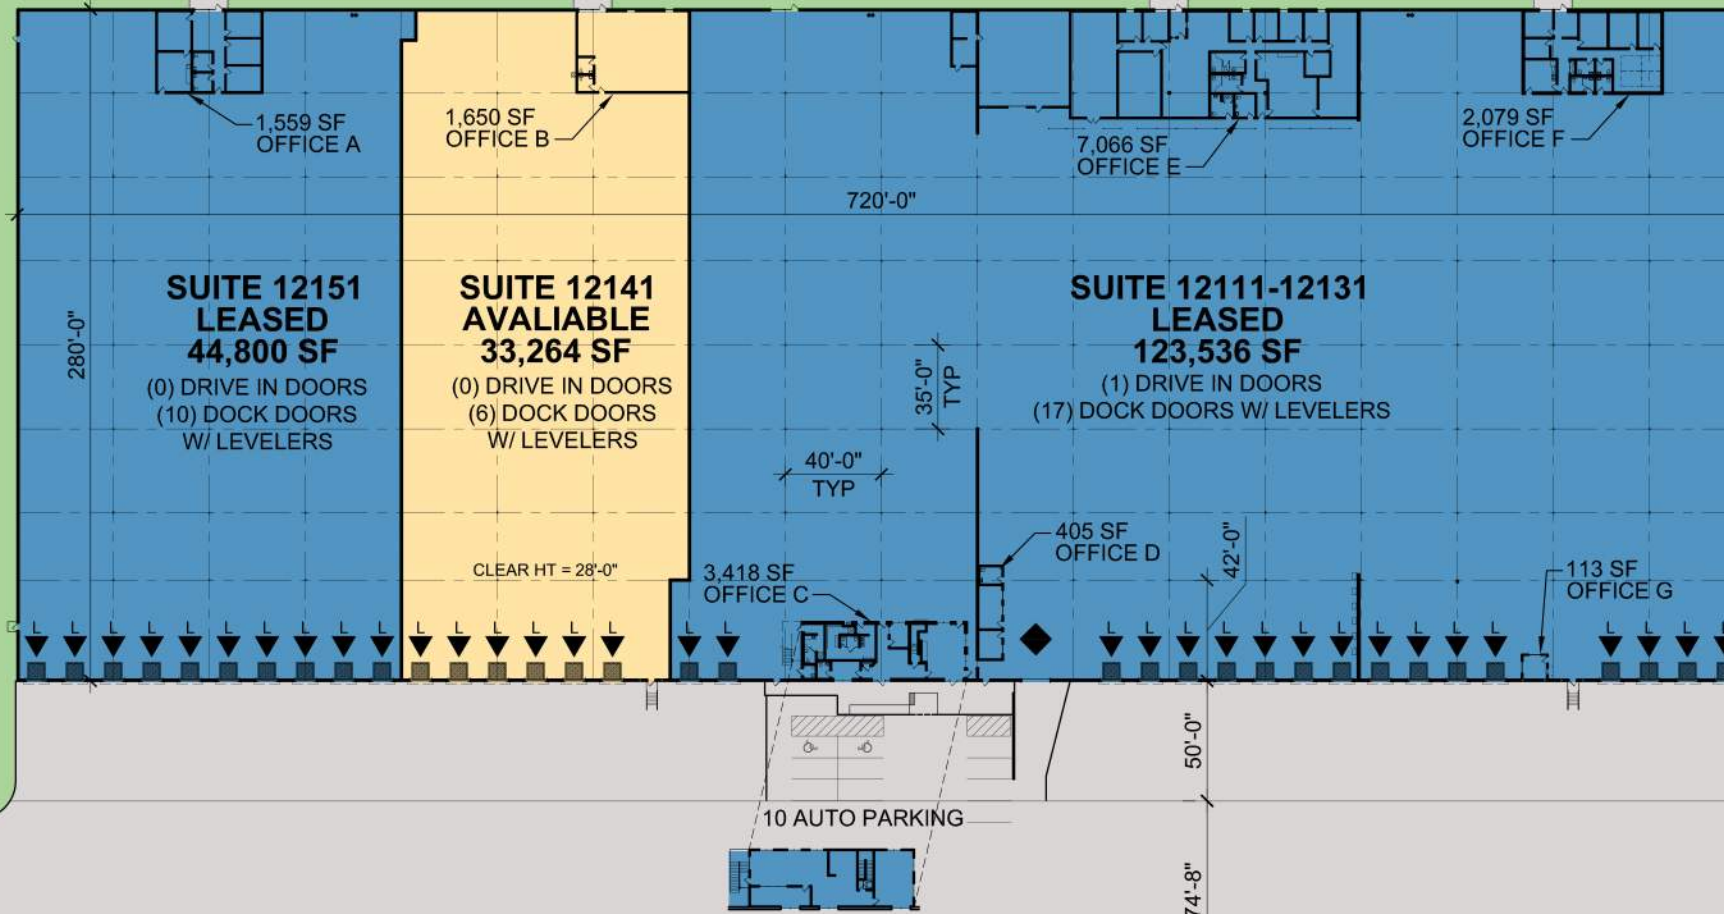 1,559 SF
OFFICE A
1,650 SF
OFFICE B
7,066 SF
OFFICE E
2,079 SF
OFFICE F
720'-0"
280'-0"
SUITE 12151
LEASED
44,800 SF
(0) DRIVE IN DOORS
(10) DOCK DOORS
W/ LEVELERS
SUITE 12141
AVALIABLE
33,264 SF
(0) DRIVE IN DOORS
(6) DOCK DOORS
W/ LEVELERS
SUITE 12111-12131
LEASED
123,536 SF
(1) DRIVE IN DOORS
(17) DOCK DOORS W/ LEVELERS
35'-0"
TYP
40'-0"
TYP
CLEAR HT = 28'-0"
3,418 SF
OFFICE C
405 SF
OFFICE D
42'-0"
113 SF
OFFICE G
L L L L L L L L L L L L L L L L L L L L L L L L L L L L L L L L L
50'-0"
10 AUTO PARKING
74'-8"